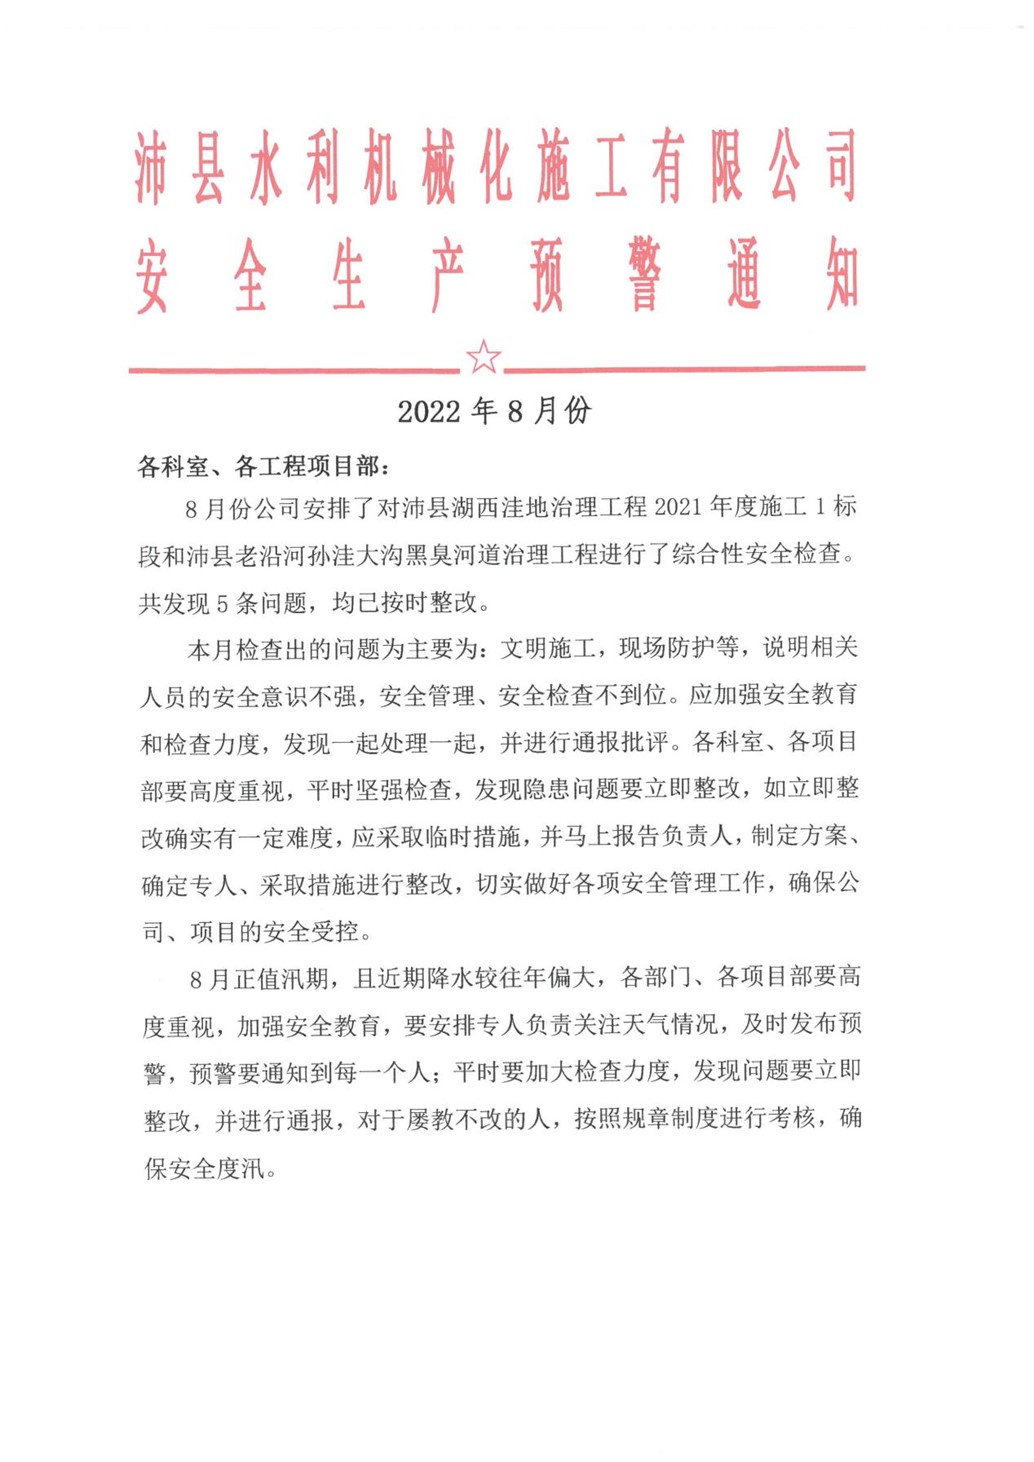 沛县水利机械化施工有限公司
安全生产预警通知
2022年8月份
各科室、各工程项目部：
8月份公司安排了对沛县湖西洼地治理工程2021年度施工1标
段和沛县老沿河孙洼大沟黑臭河道治理工程进行了综合性安全检查。
共发现5条问题，均已按时整改。
本月检查出的问题为主要为：文明施工，现场防护等，说明相关
人员的安全意识不强，安全管理、安全检查不到位。应加强安全教育
和检查力度，发现一起处理一起，并进行通报批评。各科室、各项目
部要高度重视，平时坚强检查，发现隐患问题要立即整改，如立即整
改确实有一定难度，应采取临时措施，并马上报告负责人，制定方案、
确定专人、采取措施进行整改，切实做好各项安全管理工作，确保公
司、项目的安全受控。
8月正值汛期，且近期降水较往年偏大，各部门、各项目部要高
度重视，加强安全教育，要安排专人负责关注天气情况，及时发布预
警，预警要通知到每一个人；平时要加大检查力度，发现问题要立即
整改，并进行通报，对于屡教不改的人，按照规章制度进行考核，确
保安全度汛。